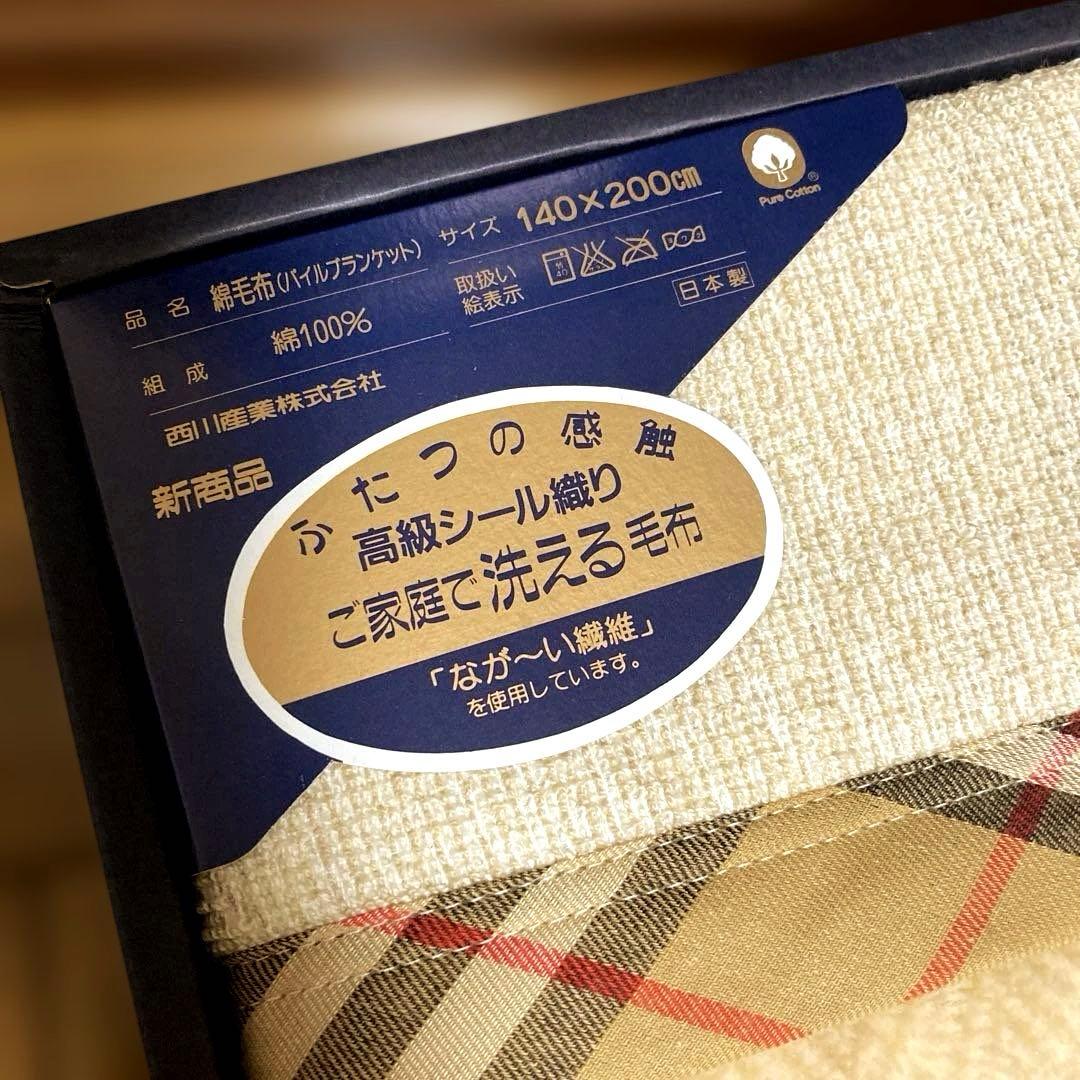 品名 綿毛布(パイルブランケット)
サイズ 140×200cm
Pure Cotton
®
組成 綿100%
取扱い
絵表示
日本製
西川産業株式会社
新商品
ふたつの感触
高級シール織り
ご家庭で洗える毛布
「なが〜い繊維」
を使用しています。